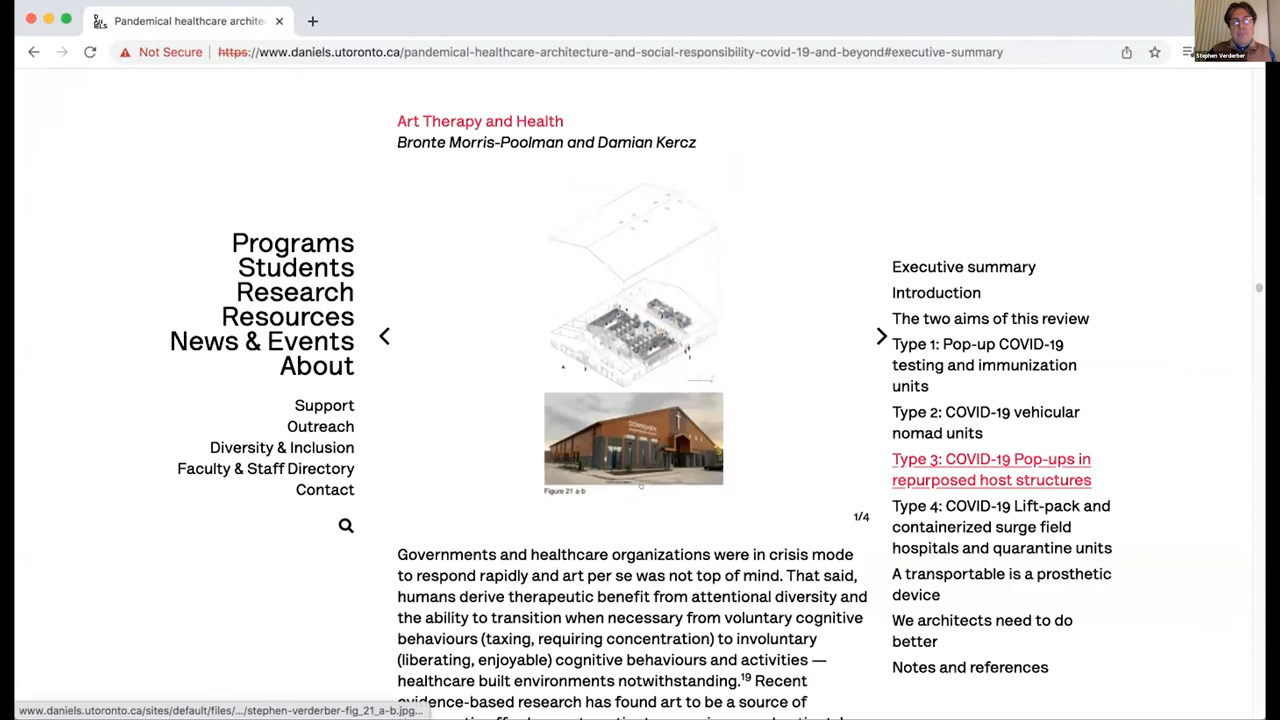 Pandemical healthcare archite
Not Secure
https://www.daniels.utoronto.ca/pandemical-healthcare-architecture-and-social-responsibility-covid-19-and-beyond#executive-summary
Stephen Verderber
Art Therapy and Health
Bronte Morris-Poolman and Damian Kercz
Programs
Students
Research
Resources
News & Events
About
Support
Outreach
Diversity & Inclusion
Faculty & Staff Directory
Contact
Figure 21 a-b
1/4
Governments and healthcare organizations were in crisis mode
to respond rapidly and art per se was not top of mind. That said,
humans derive therapeutic benefit from attentional diversity and
the ability to transition when necessary from voluntary cognitive
behaviours (taxing, requiring concentration) to involuntary
(liberating, enjoyable) cognitive behaviours and activities —
healthcare built environments notwithstanding.19 Recent
evidence-based research has found art to be a source of
Executive summary
Introduction
The two aims of this review
Type 1: Pop-up COVID-19
testing and immunization
units
Type 2: COVID-19 vehicular
nomad units
Type 3: COVID-19 Pop-ups in
repurposed host structures
Type 4: COVID-19 Lift-pack and
containerized surge field
hospitals and quarantine units
A transportable is a prosthetic
device
We architects need to do
better
Notes and references
www.daniels.utoronto.ca/sites/default/files/.../stephen-verderber-fig_21_a-b.jpg...